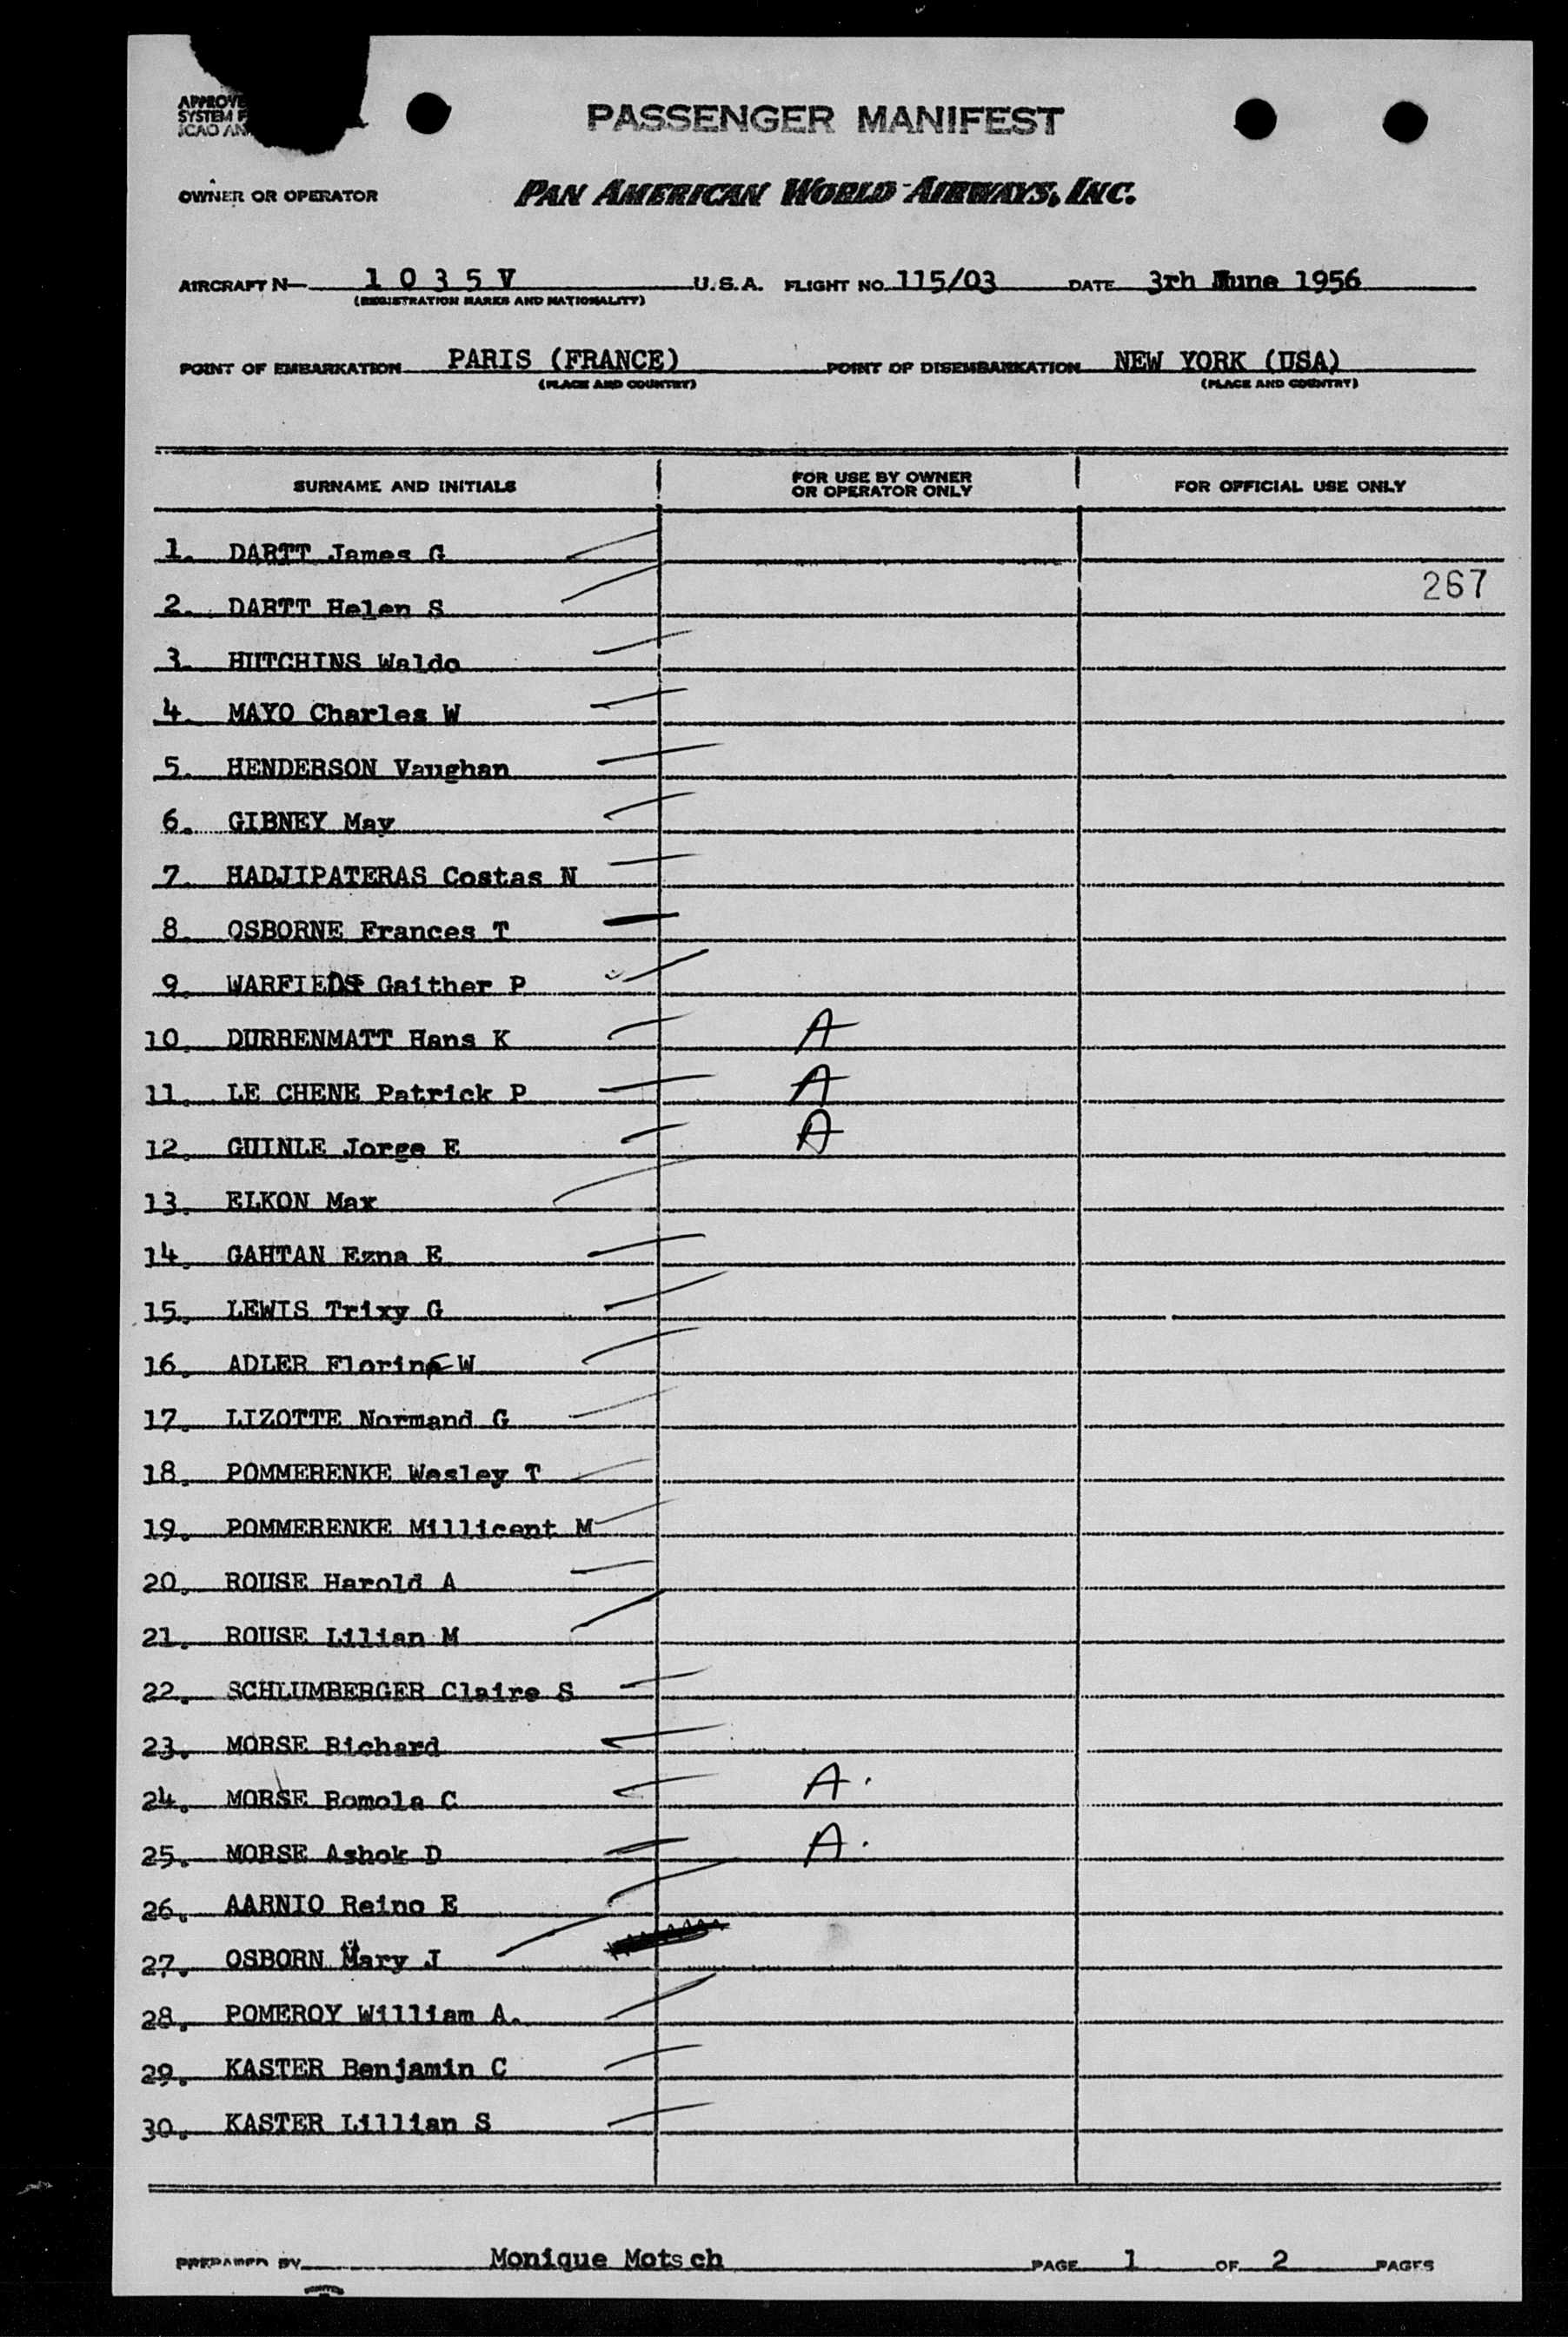 APPROVE
SYSTEM F
ICAO AN
PASSENGER MANIFEST
OWNER OR OPERATOR PAN AMERICAN WORLD AIRWAYS, INC.
AIRCRAFT N— 1 0 3 5 V U.S.A. FLIGHT NO. 115/03 DATE 3rh June 1956
(REGISTRATION MARKS AND NATIONALITY)
POINT OF EMBARKATION PARIS (FRANCE) POINT OF DISEMBARKATION NEW YORK (USA)
(PLACE AND COUNTRY) (PLACE AND COUNTRY)
SURNAME AND INITIALS FOR USE BY OWNER OR OPERATOR ONLY FOR OFFICIAL USE ONLY
1. DARTT James G
267
2. DARTT Helen S
3. HUTCHINS Waldo
4. MAYO Charles W
5. HENDERSON Vaughan
6. GIBNEY May
7. HADJIPATERAS Costas N
8. OSBORNE Frances T
9. Gaither P
10. DURRENMATT Hans K A
11. LE CHENE Patrick P A
12. GUINLE Jorge E A
13. ELKON Max
14. GAHTAN Ezna E
15. LEWIS Trixy G
16. ADLER Florine W
17. LIZOTTE Normand G
18. POMMERENKE Wesley T
19. POMMERENKE Millicent M
20. ROUSE Harold A
21. ROUSE Lilian M
22. SCHLUMBERGER Claire S
23. MORSE Richard
24. MORSE Romola C A.
25. MORSE Ashok D A.
26. AARNIO Reino E
27. OSBORN Mary J
28. POMEROY William A.
29. KASTER Benjamin C
30. KASTER Lillian S
PREPARED BY Monique Motsch PAGE 1 OF 2 PAGES